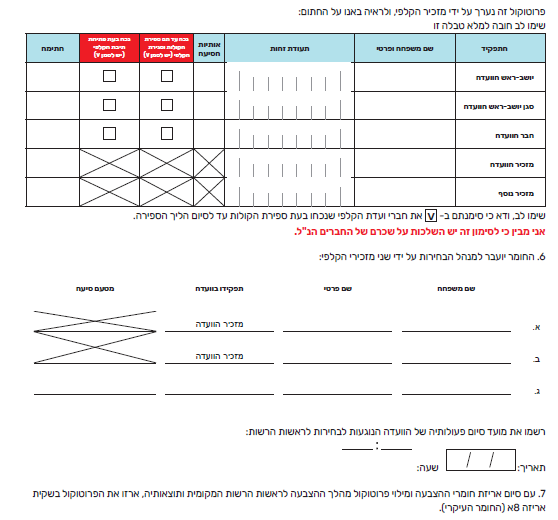 פרוטוקול זה נערך על ידי מזכיר הקלפי, ולראיה באנו על החתום:
שימו לב חובה למלא טבלה זו
התפקיד
שם משפחה ופרטי
תעודת זהות
אותיות הסיעה
נכח עד תום ספירת הקולות וסגירת הקלפי (יש לסמן V)
נכח בעת פתיחת תיבת הקלפי (יש לסמן V)
חתימה
יושב-ראש הוועדה
סגן יושב-ראש הוועדה
חבר הוועדה
מזכיר הוועדה
מזכיר נוסף
שימו לב, ודא כי סימנתם ב- V את חברי ועדת הקלפי שנכחו בעת ספירת הקולות עד לסיום הליך הספירה.
אני מבין כי לסימון זה יש השלכות על שכרם של החברים הנ"ל.
6. החומר יועבר למנהל הבחירות על ידי שני מזכירי הקלפי:
שם משפחה
שם פרטי
תפקידו בוועדה
מטעם סיעה
א.
מזכיר הוועדה
ב.
מזכיר הוועדה
ג.
רשמו את מועד סיום פעולותיה של הוועדה הנוגעות לבחירות לראשות הרשות:
תאריך: / / שעה: :
7. עם סיום אריזת חומרי ההצבעה ומילוי פרוטוקול מהלך ההצבעה לראשות הרשות המקומית ותוצאותיה, ארזו את הפרוטוקול בשקית
אריזה 8א (החומר העיקרי).